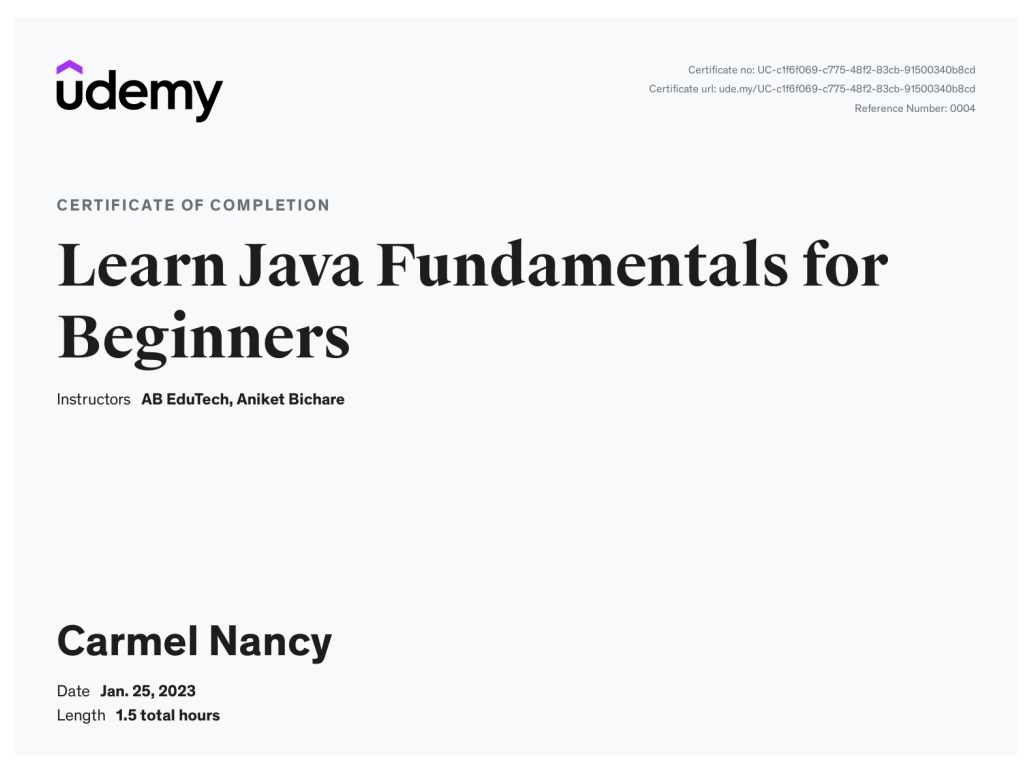 udemy
Certificate no: UC-c1f6f069-c775-48f2-83cb-91500340b8cd
Certificate url: ude.my/UC-c1f6f069-c775-48f2-83cb-91500340b8cd
Reference Number: 0004
CERTIFICATE OF COMPLETION
Learn Java Fundamentals for
Beginners
Instructors AB EduTech, Aniket Bichare
Carmel Nancy
Date Jan. 25, 2023
Length 1.5 total hours